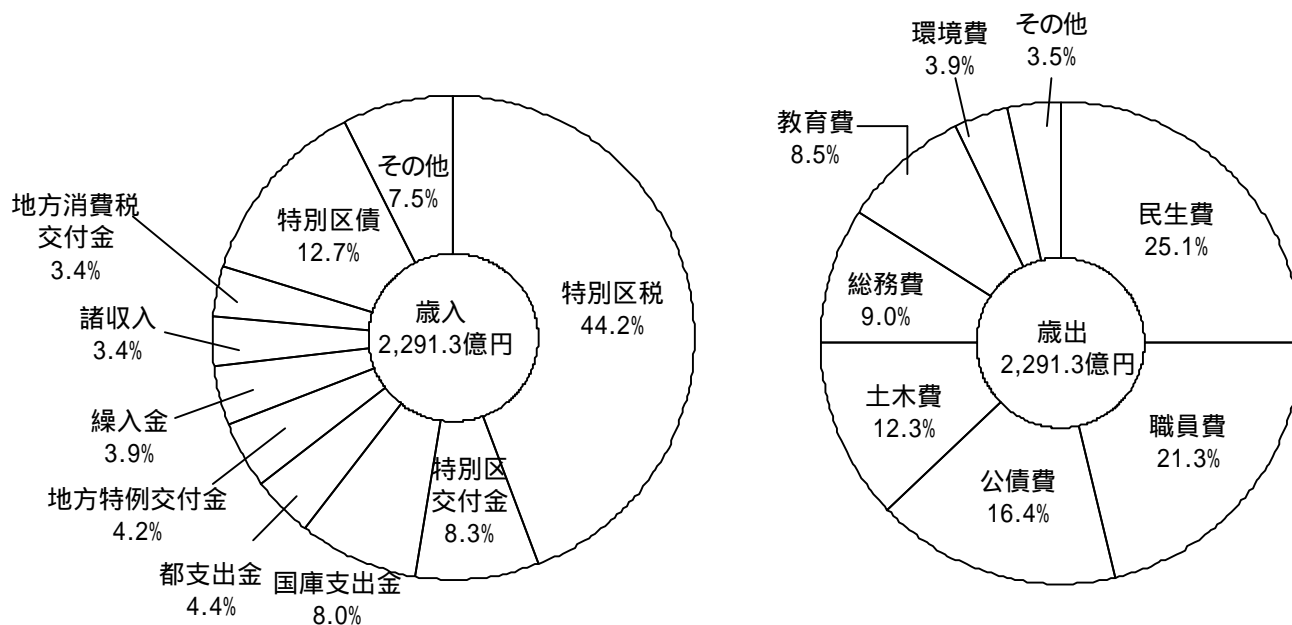 歳入
2,291.3億円
特別区税
44.2%
特別区
交付金
8.3%
国庫支出金
8.0%
都支出金
4.4%
地方特例交付金
4.2%
繰入金
3.9%
諸収入
3.4%
地方消費税
交付金
3.4%
特別区債
12.7%
その他
7.5%
歳出
2,291.3億円
民生費
25.1%
職員費
21.3%
公債費
16.4%
土木費
12.3%
総務費
9.0%
教育費
8.5%
環境費
3.9%
その他
3.5%